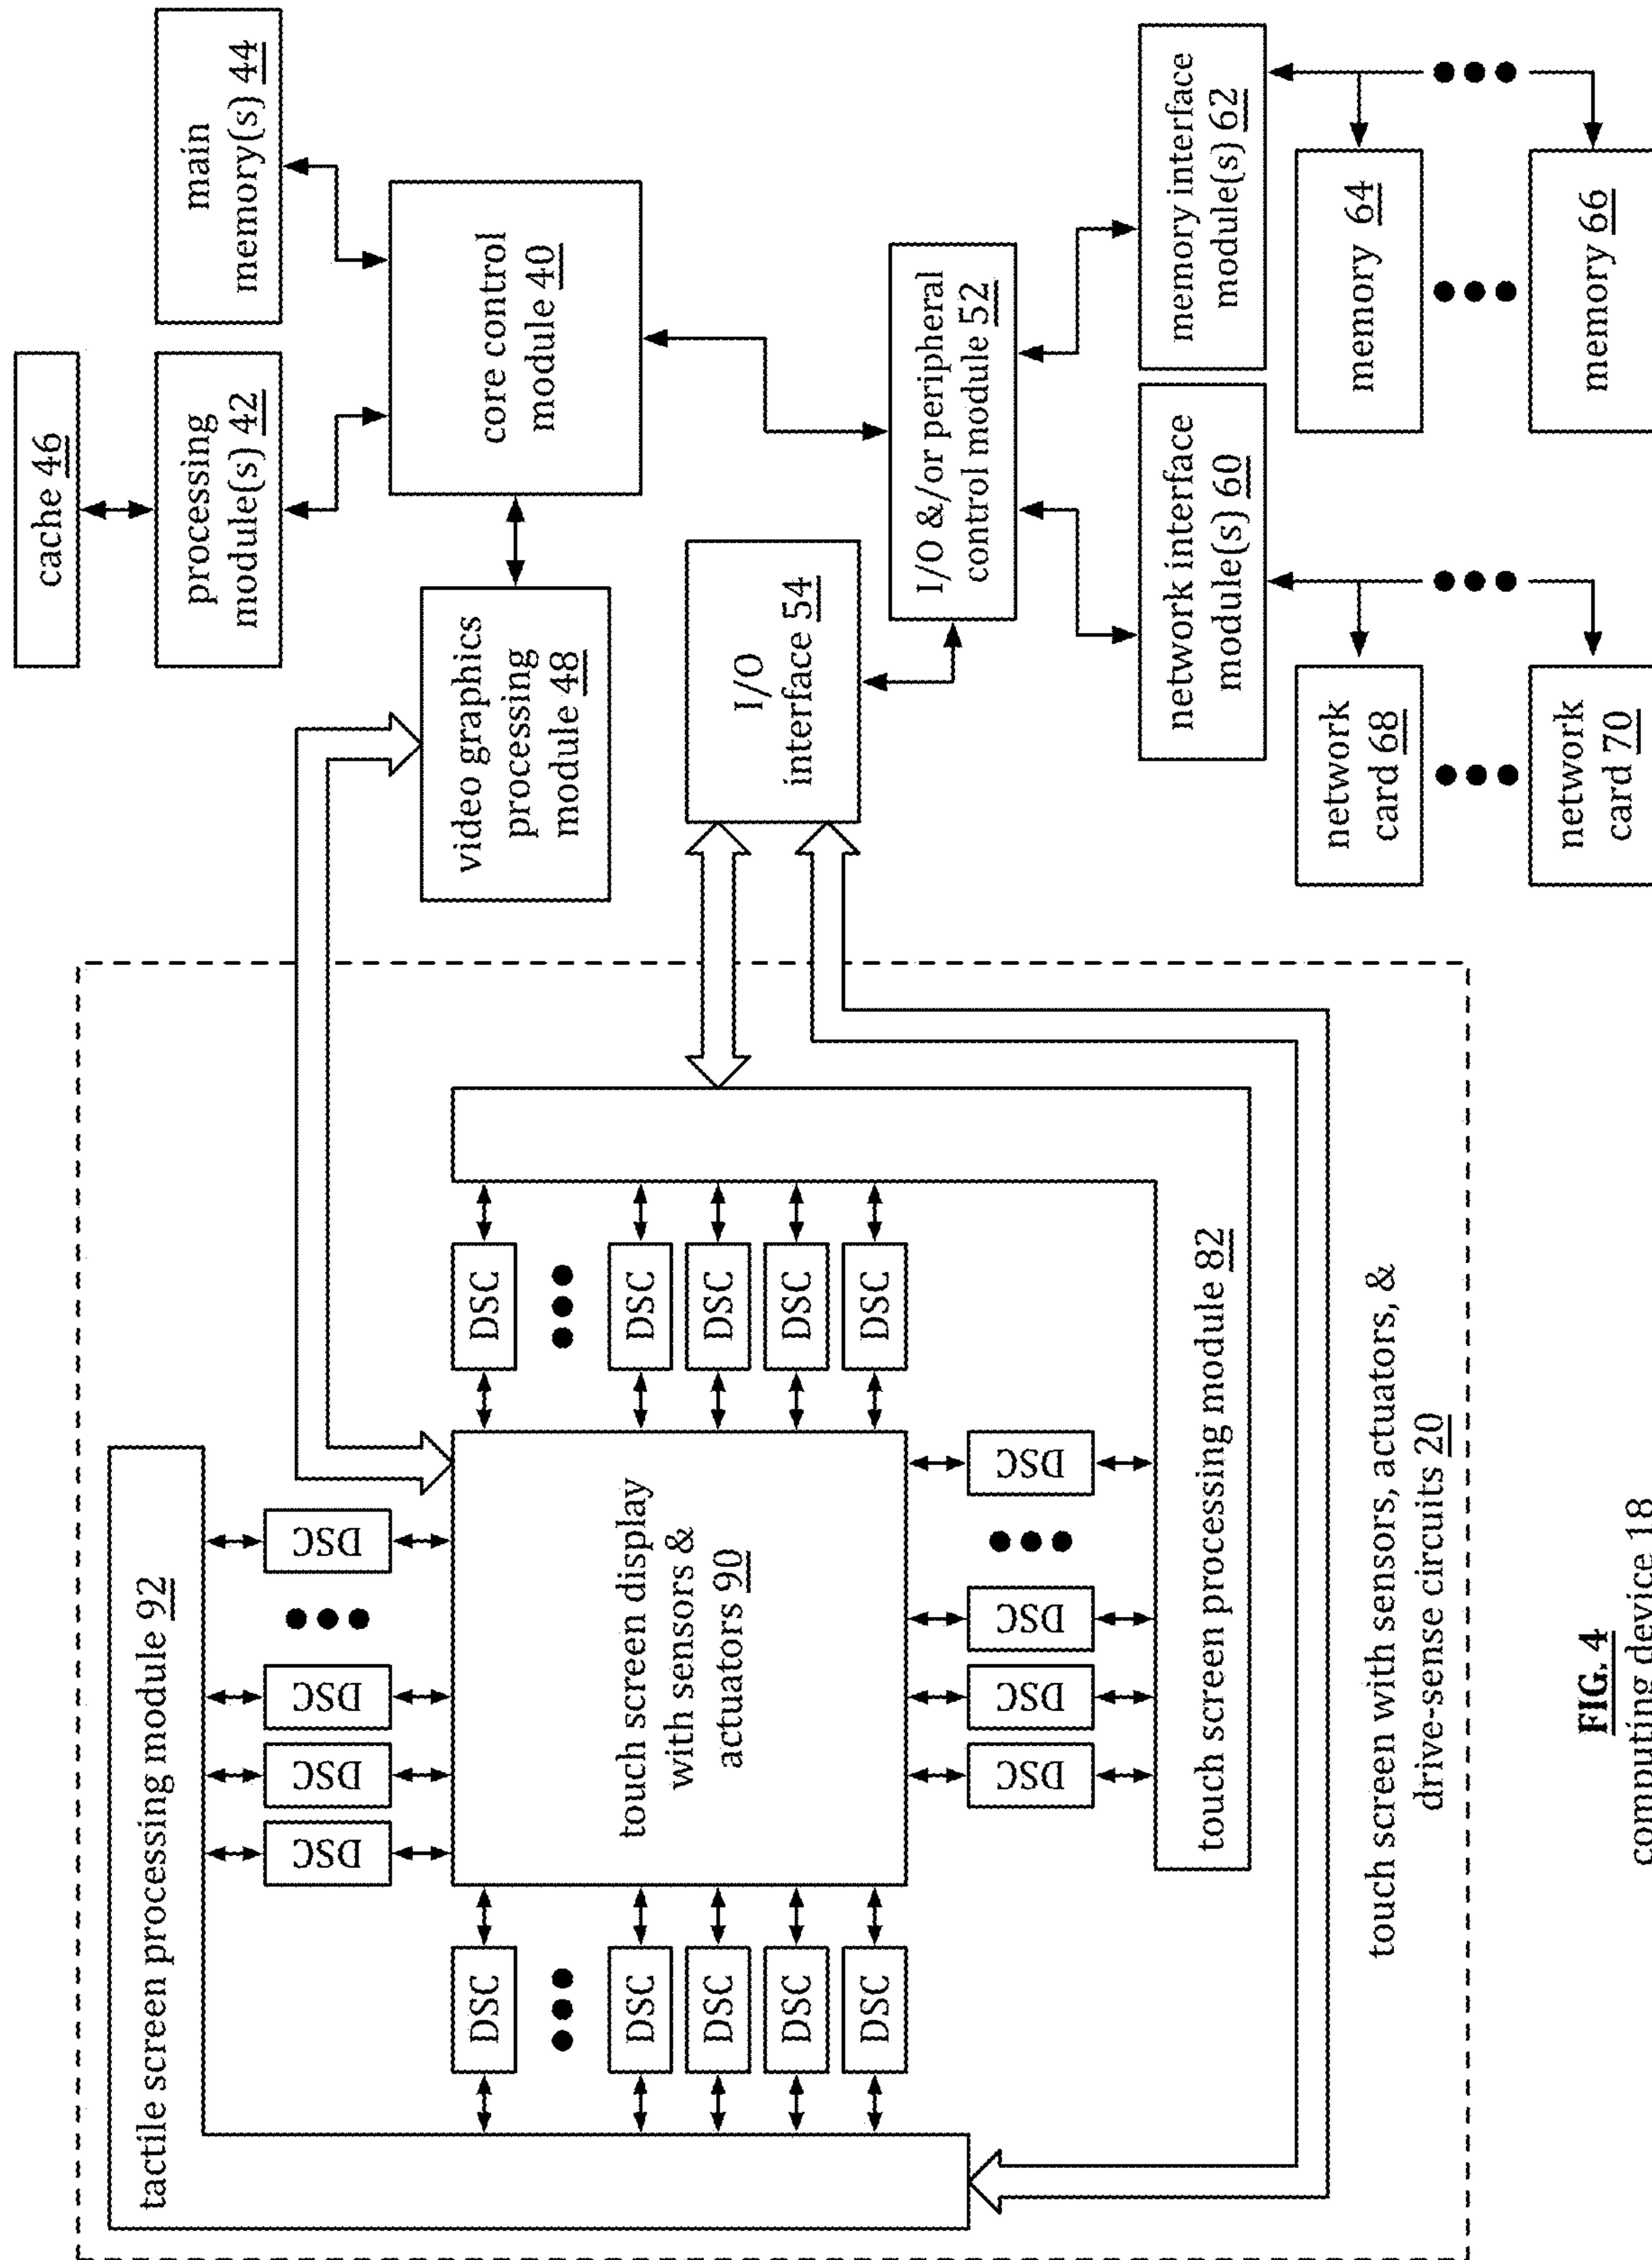 cache 46
tactile screen processing module 92
processing
module(s) 42
main
memory(s) 44
DSC
DSC
DSC
DSC
video graphics
processing
module 48
core control
module 40
DSC
DSC
DSC
DSC
DSC
touch screen display
with sensors &
actuators 90
DSC
DSC
DSC
DSC
DSC
I/O
interface 54
I/O &/or peripheral
control module 52
DSC
DSC
DSC
DSC
touch screen processing module 82
network interface
module(s) 60
memory interface
module(s) 62
touch screen with sensors, actuators, &
drive-sense circuits 20
network
card 68
memory 64
network
card 70
memory 66
FIG. 4
computing device 18